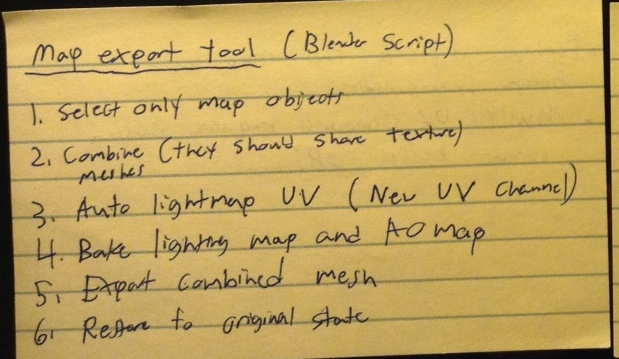 Map export tool (Blender Script)
1. Select only map objects
2. Combine (they should share texture)
meshes
3. Auto lightmap UV (New UV Channel)
4. Bake lighting map and AO map
5. Export combined mesh
6. Restore to original state